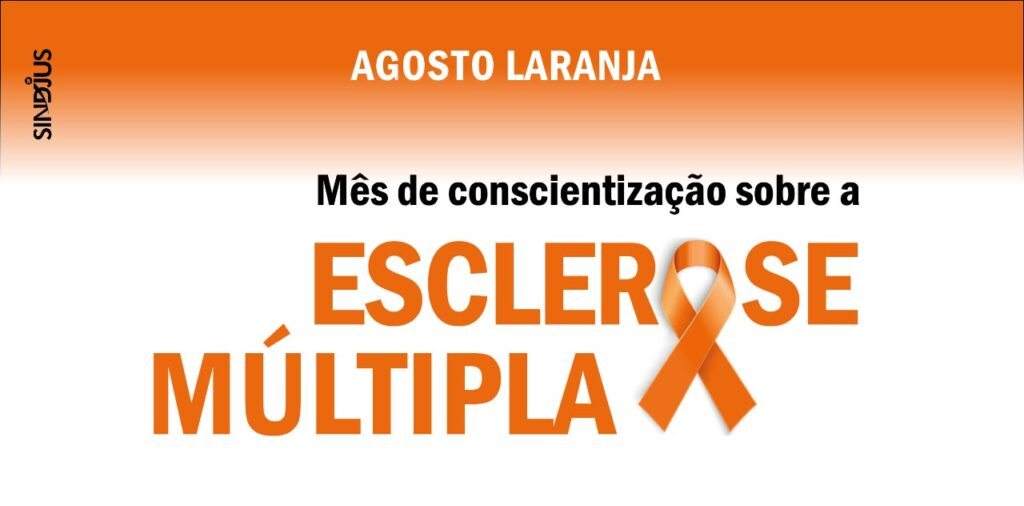 SINDJUS
AGOSTO LARANJA
Mês de conscientização sobre a
ESCLEROSE
MÚLTIPLA